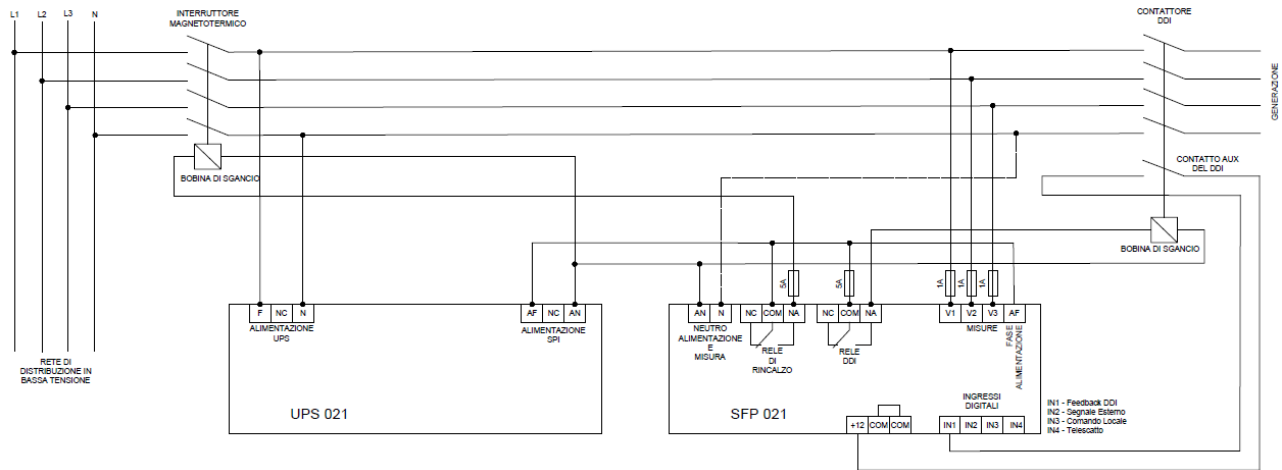 L1 L2 L3 N
INTERRUTTORE
MAGNETOTERMICO
CONTATTORE
DDI
GENERAZIONE
BOBINA DI SGANCIO
CONTATTO AUX
DEL DDI
BOBINA DI SGANCIO
5A
5A
1A
1A
1A
F NC N
ALIMENTAZIONE
UPS
AF NC AN
ALIMENTAZIONE
SPI
UPS 021
AN N
NEUTRO
ALIMENTAZIONE
E
MISURA
NC COM NA
RELE
DI
RINCALZO
NC COM NA
RELE
DDI
V1 V2 V3 AF
MISURE
FASE
ALIMENTAZIONE
SFP 021
+12 COM COM
INGRESSI
DIGITALI
IN1 IN2 IN3 IN4
IN1 - Feedback DDI
IN2 - Segnale Esterno
IN3 - Comando Locale
IN4 - Telescatto
RETE DI
DISTRIBUZIONE IN
BASSA TENSIONE